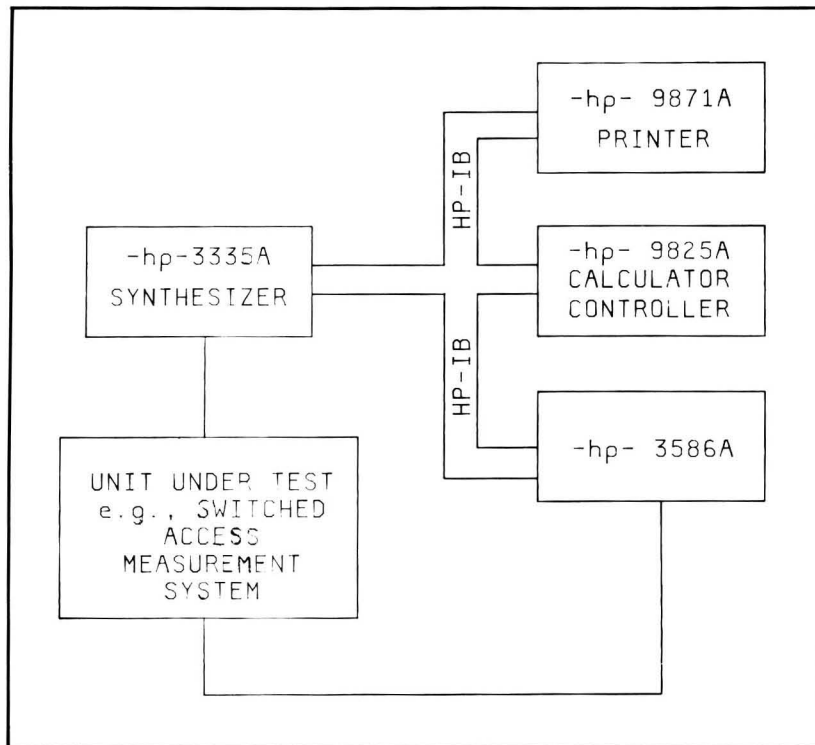 -hp- 9871A
PRINTER
HP-IB
-hp-3335A
SYNTHESIZER
-hp- 9825A
CALCULATOR
CONTROLLER
HP-IB
-hp- 3586A
UNIT UNDER TEST
e.g., SWITCHED
ACCESS
MEASUREMENT
SYSTEM